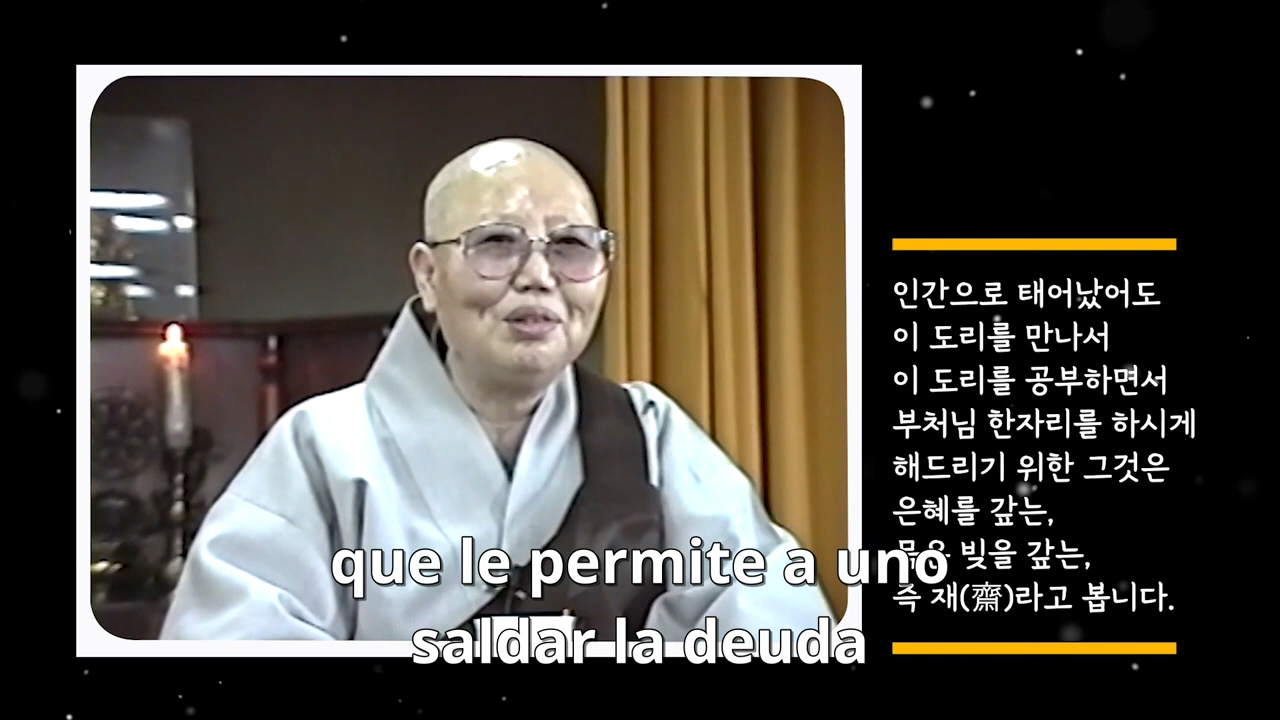 인간으로 태어났어도
이 도리를 만나서
이 도리를 공부하면서
부처님 한자리를 하시게
해드리기 위한 그것은
은혜를 갚는,
빚을 갚는,
즉 재(齋)라고 봅니다.
que le permite a uno
saldar la deuda